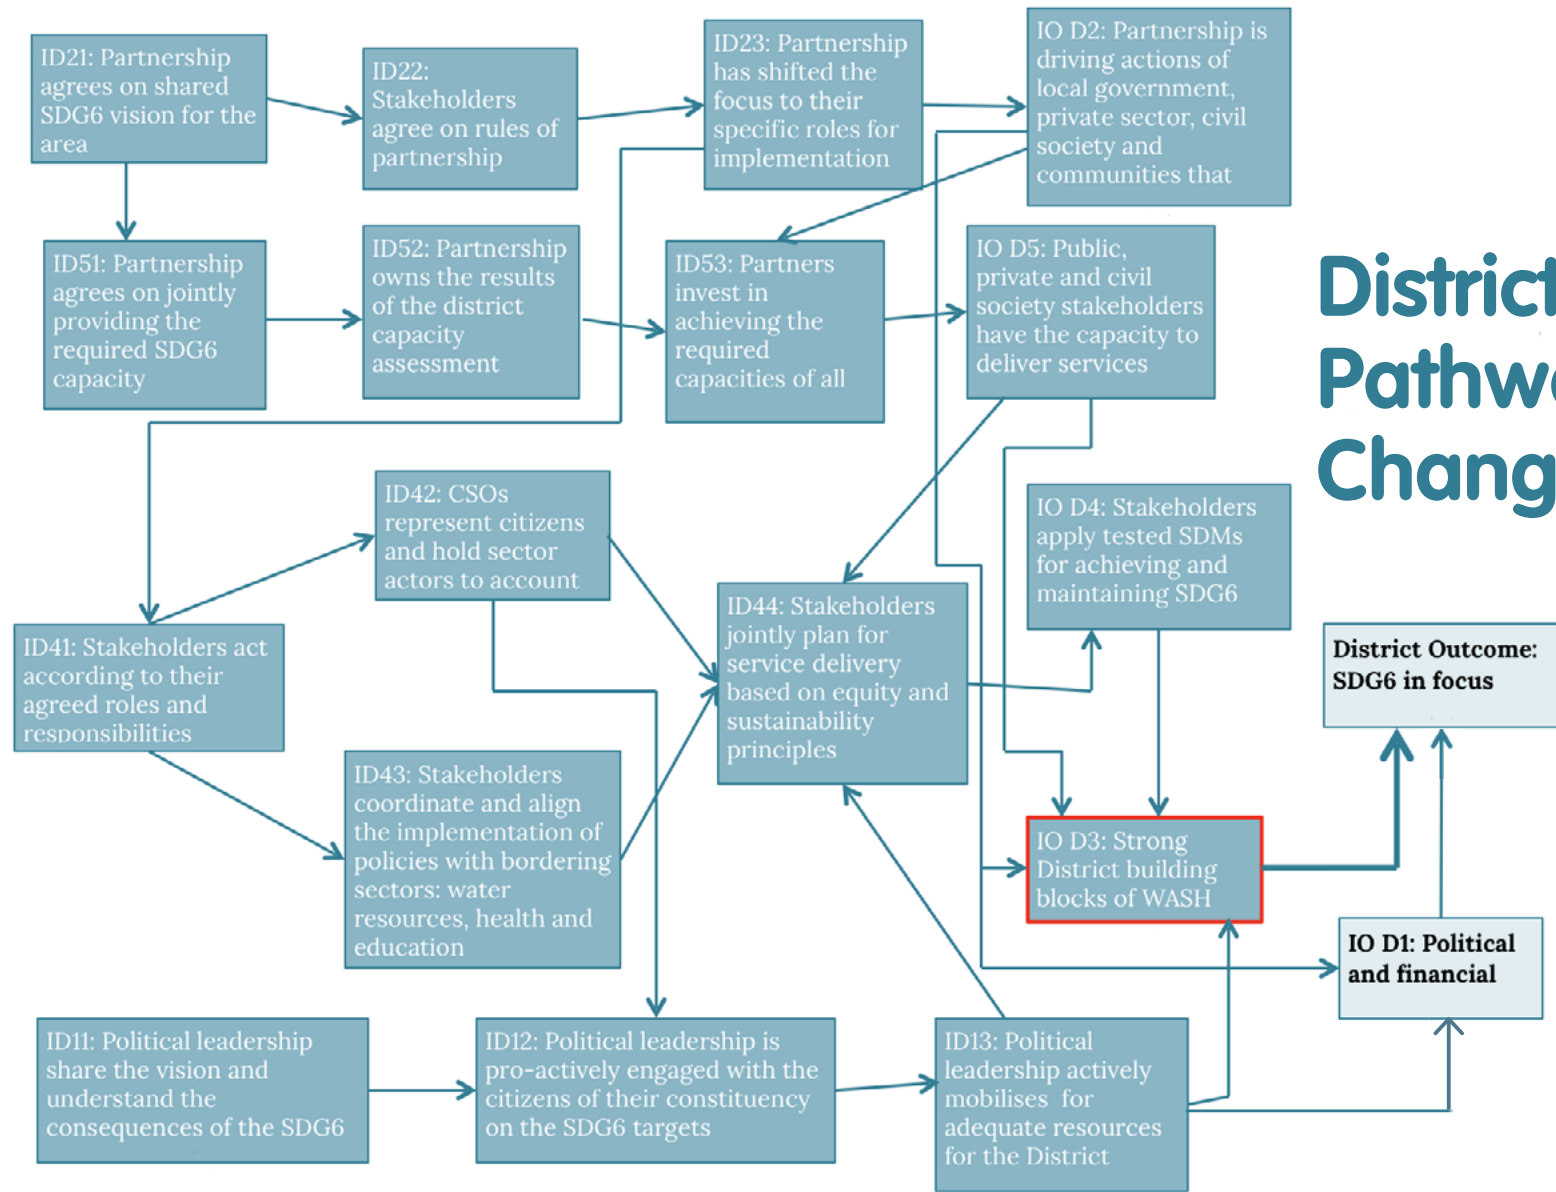 ID21: Partnership
agrees on shared
SDG6 vision for the
area
ID22:
Stakeholders
agree on rules of
partnership
ID23: Partnership
has shifted the
focus to their
specific roles for
implementation
IO D2: Partnership is
driving actions of
local government,
private sector, civil
society and
communities that
ID51: Partnership
agrees on jointly
providing the
required SDG6
capacity
ID52: Partnership
owns the results
of the district
capacity
assessment
ID53: Partners
invest in
achieving the
required
capacities of all
IO D5: Public,
private and civil
society stakeholders
have the capacity to
deliver services
District
Pathw
Chang
ID42: CSOs
represent citizens
and hold sector
actors to account
IO D4: Stakeholders
apply tested SDMs
for achieving and
maintaining SDG6
ID44: Stakeholders
jointly plan for
service delivery
based on equity and
sustainability
principles
ID41: Stakeholders act
according to their
agreed roles and
responsibilities
District Outcome:
SDG6 in focus
ID43: Stakeholders
coordinate and align
the implementation of
policies with bordering
sectors: water
resources, health and
education
IO D3: Strong
District building
blocks of WASH
IO D1: Political
and financial
ID11: Political leadership
share the vision and
understand the
consequences of the SDG6
ID12: Political leadership is
pro-actively engaged with the
citizens of their constituency
on the SDG6 targets
ID13: Political
leadership actively
mobilises for
adequate resources
for the District